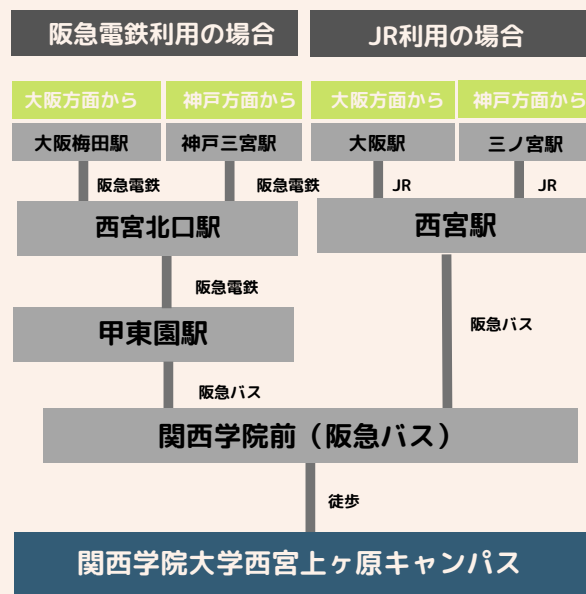 阪急電鉄利用の場合
JR利用の場合
大阪方面から
神戸方面から
大阪方面から
神戸方面から
大阪梅田駅
神戸三宮駅
大阪駅
三ノ宮駅
阪急電鉄
阪急電鉄
JR
JR
西宮北口駅
西宮駅
阪急電鉄
阪急バス
甲東園駅
阪急バス
関西学院前（阪急バス）
徒歩
関西学院大学西宮上ヶ原キャンパス